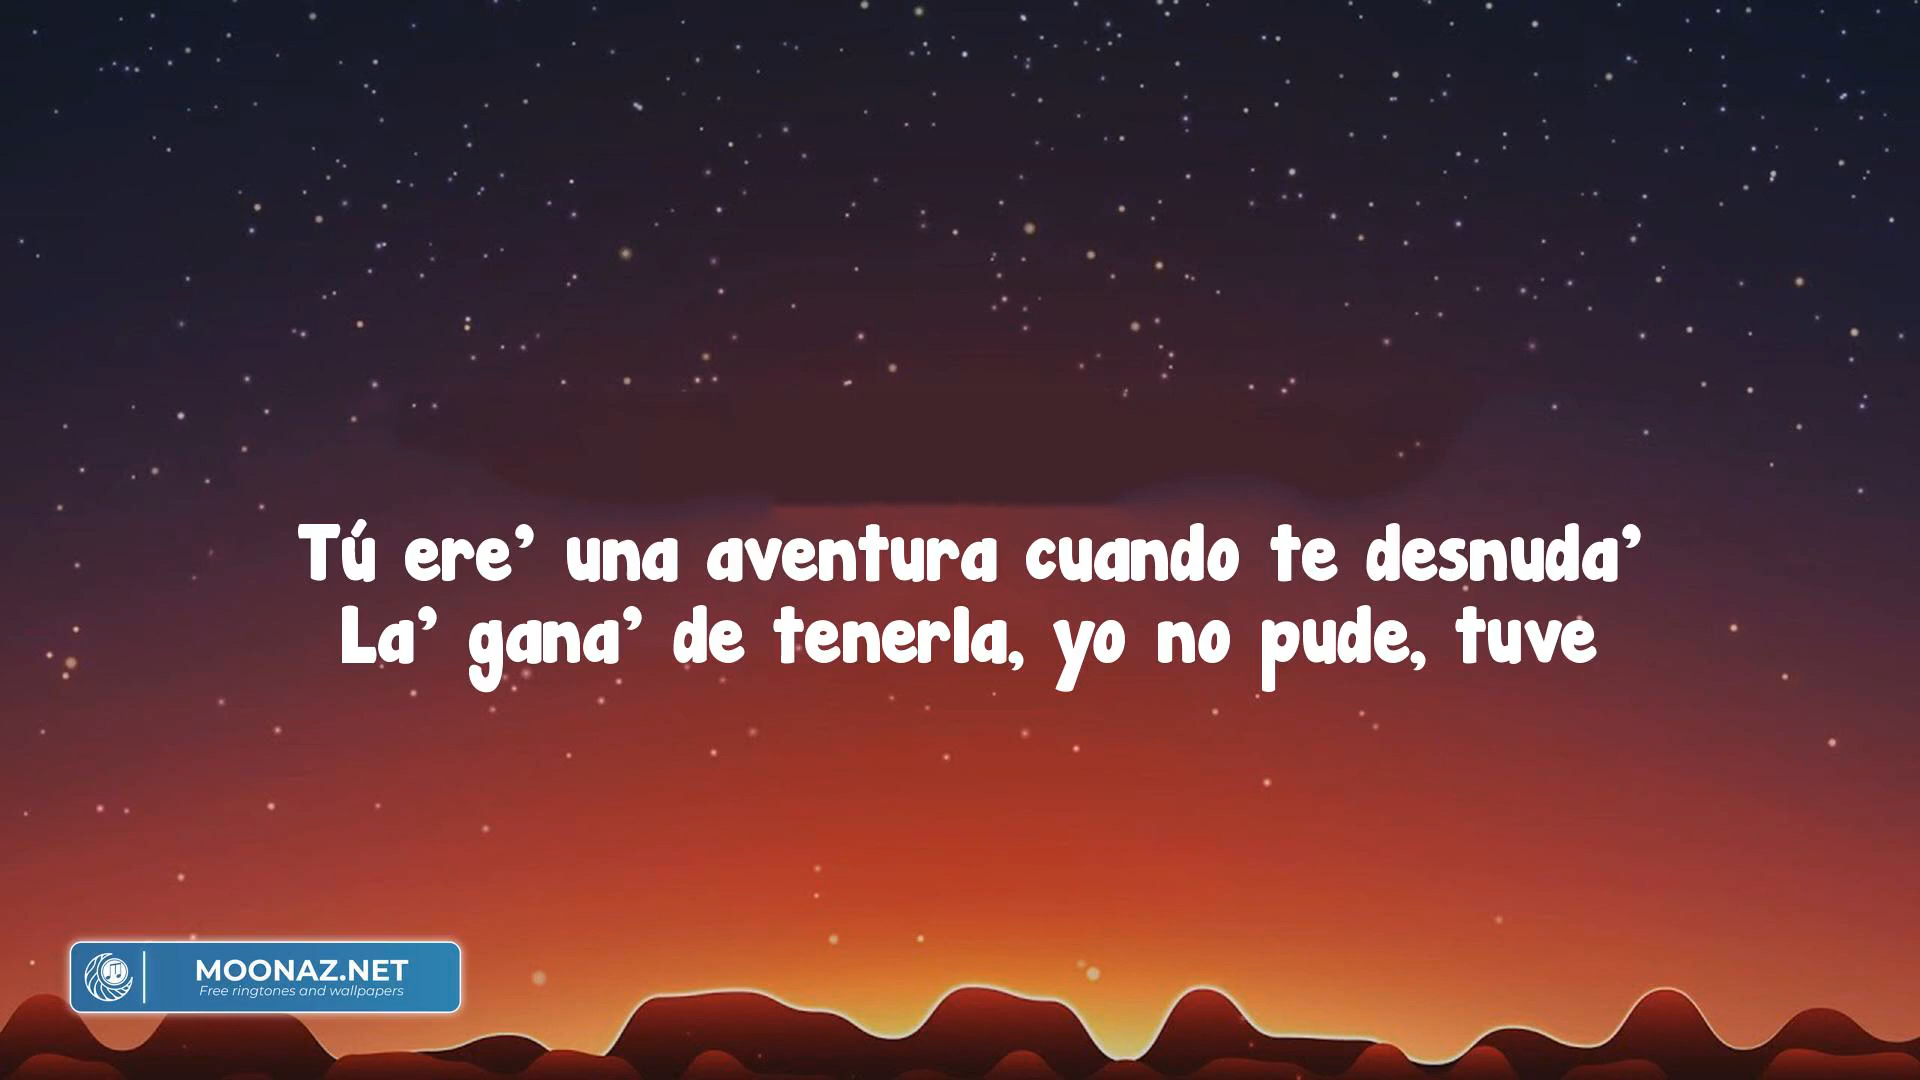 Tú ere’ una aventura cuando te desnuda’
La’ gana’ de tenerla, yo no pude, tuve
MOONAZ.NET
Free ringtones and wallpapers